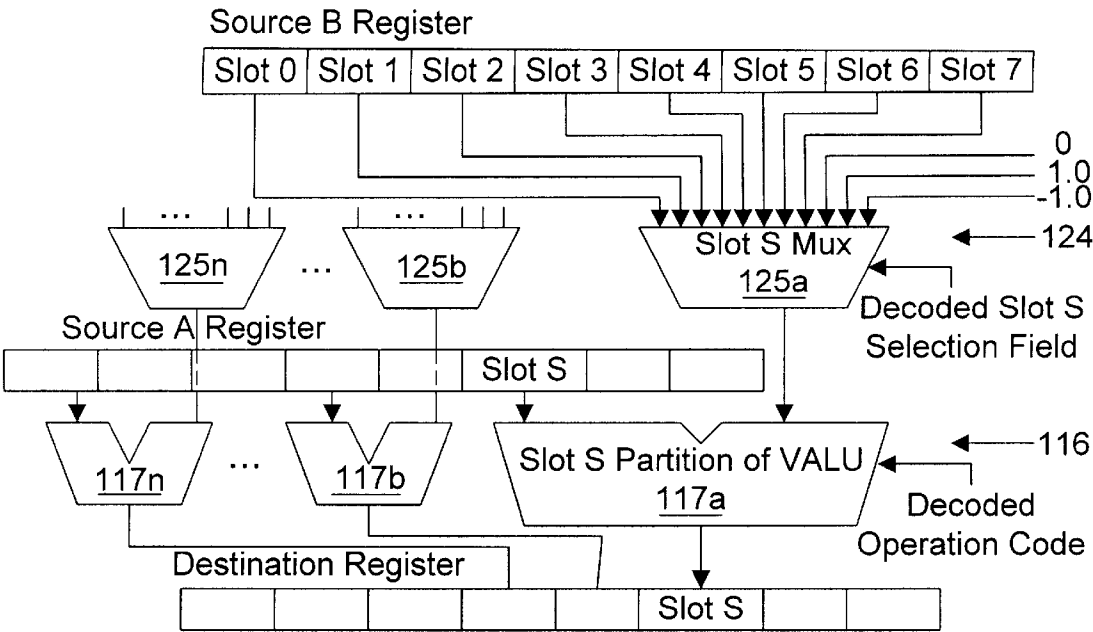 Source B Register
Slot 0 Slot 1 Slot 2 Slot 3 Slot 4 Slot 5 Slot 6 Slot 7
0
1.0
-1.0
... ... Slot S Mux 124
125n ... 125b 125a
Decoded Slot S
Selection Field
Source A Register
Slot S
116
117n ... 117b Slot S Partition of VALU
117a
Decoded
Operation Code
Destination Register
Slot S